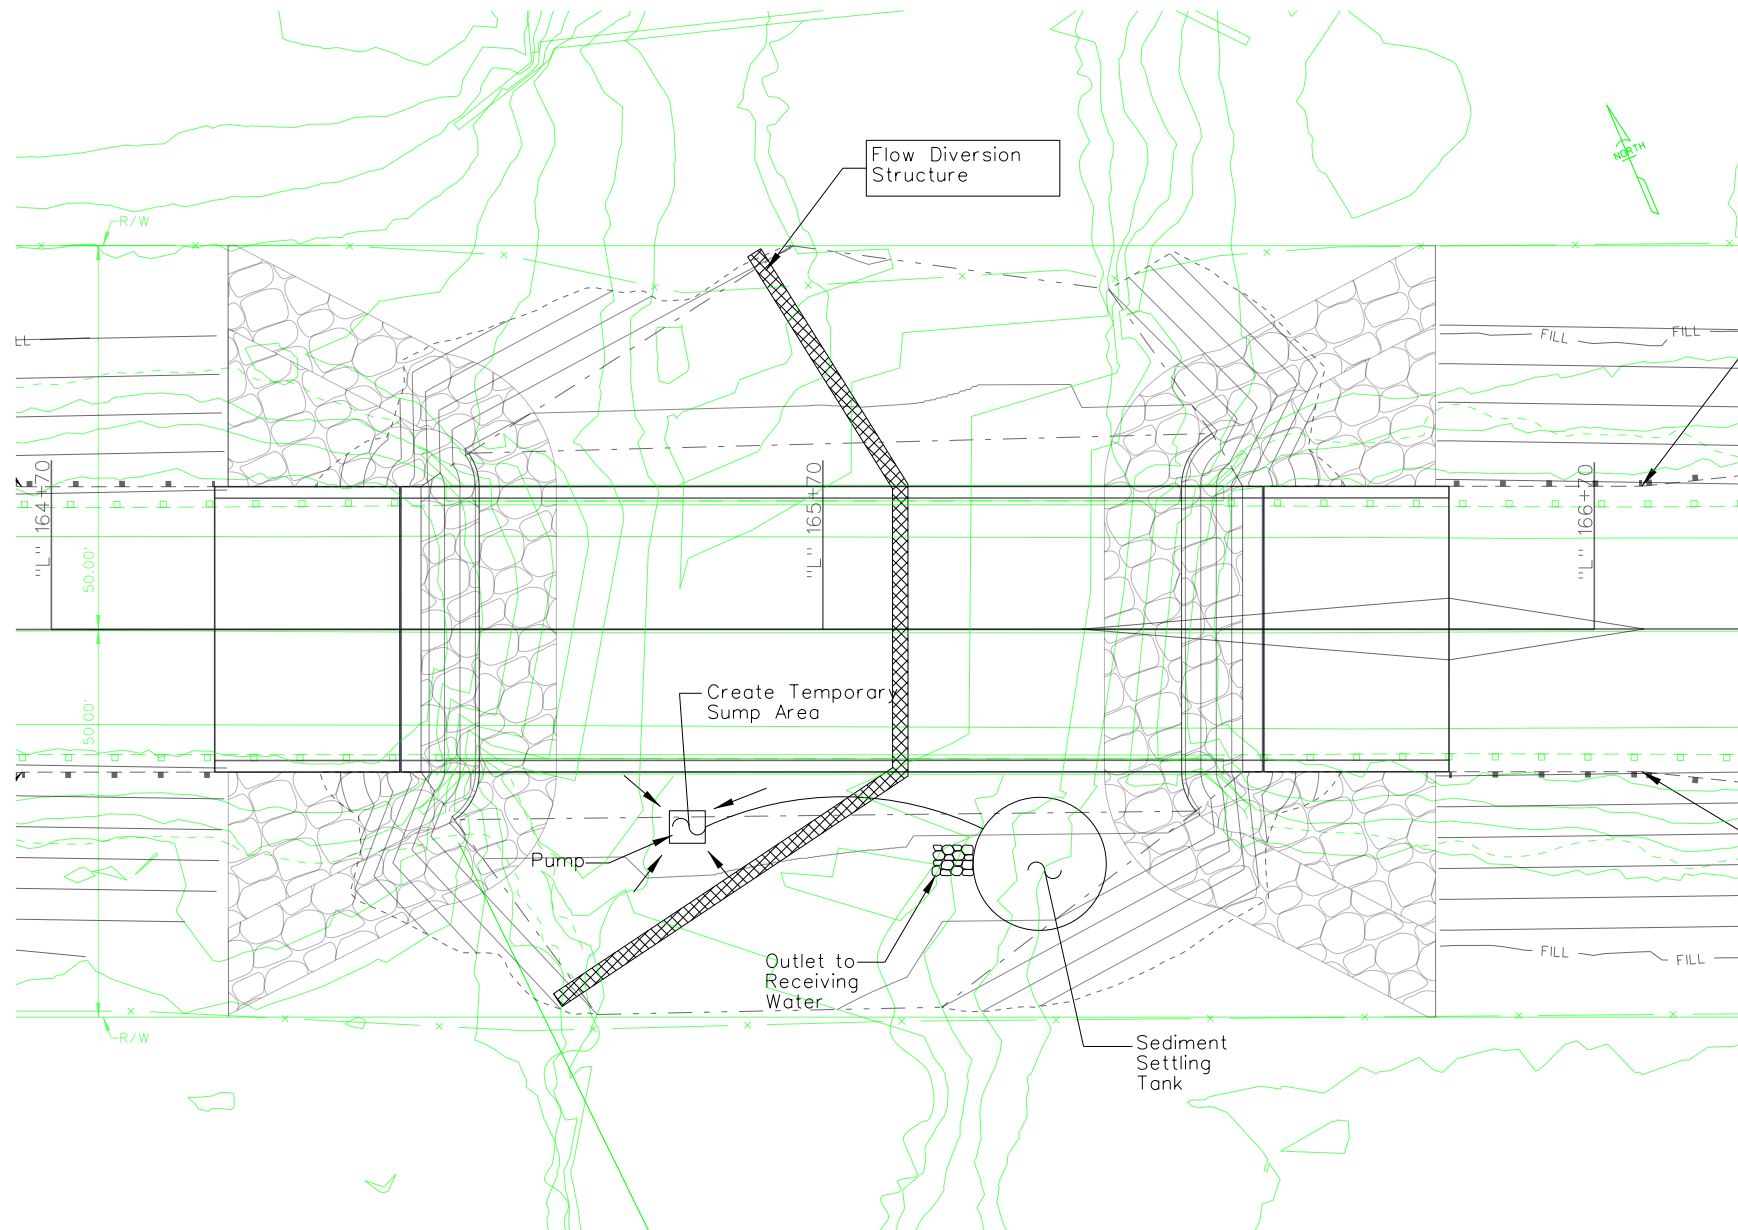 Flow Diversion
Structure
NORTH
R/W
FILL
FILL
LL
"L" 164+70
"L" 165+70
"L" 166+70
50.00'
50.00'
Create Temporary
Sump Area
Pump
Outlet to
Receiving
Water
FILL
FILL
R/W
Sediment
Settling
Tank